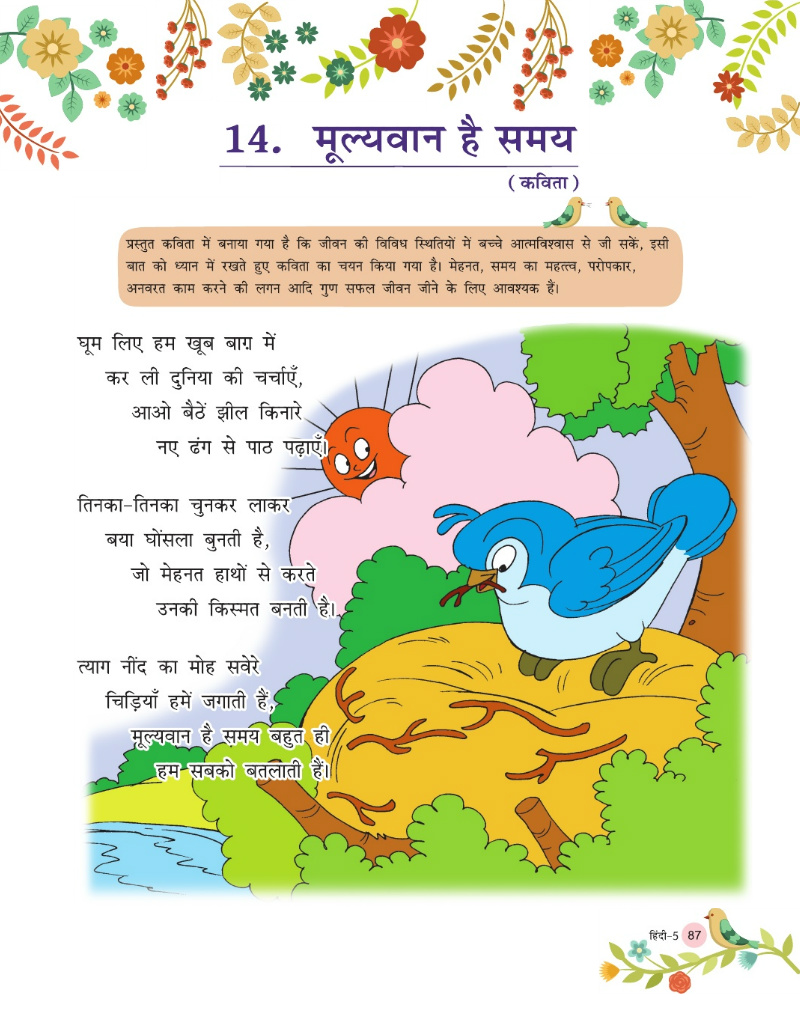 14. मूल्यवान है समय
(कविता)
प्रस्तुत कविता में बनाया गया है कि जीवन की विविध स्थितियों में बच्चे आत्मविश्वास से जी सकें, इसी
बात को ध्यान में रखते हुए कविता का चयन किया गया है। मेहनत, समय का महत्त्व, परोपकार,
अनवरत काम करने की लगन आदि गुण सफल जीवन जीने के लिए आवश्यक हैं।
घूम लिए हम खूब बाग़ में
कर ली दुनिया की चर्चाएँ,
आओ बैठें झील किनारे
नए ढंग से पाठ पढ़ाएँ।
तिनका-तिनका चुनकर लाकर
बया घोंसला बुनती है,
जो मेहनत हाथों से करते
उनकी किस्मत बनती है।
त्याग नींद का मोह सवेरे
चिड़ियाँ हमें जगाती हैं,
मूल्यवान है समय बहुत ही
हम सबको बतलाती हैं।
हिंदी-5 87